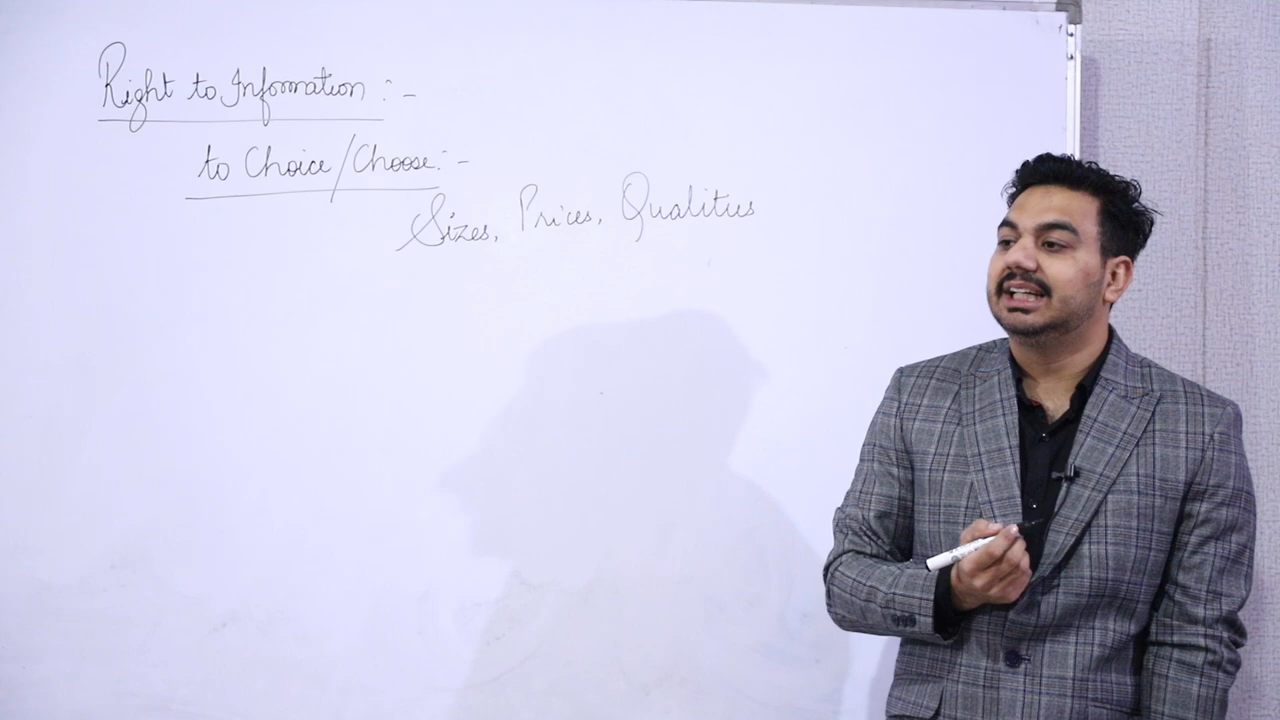 Right to Information :-
to Choice/Choose:-
Sizes, Prices, Qualities